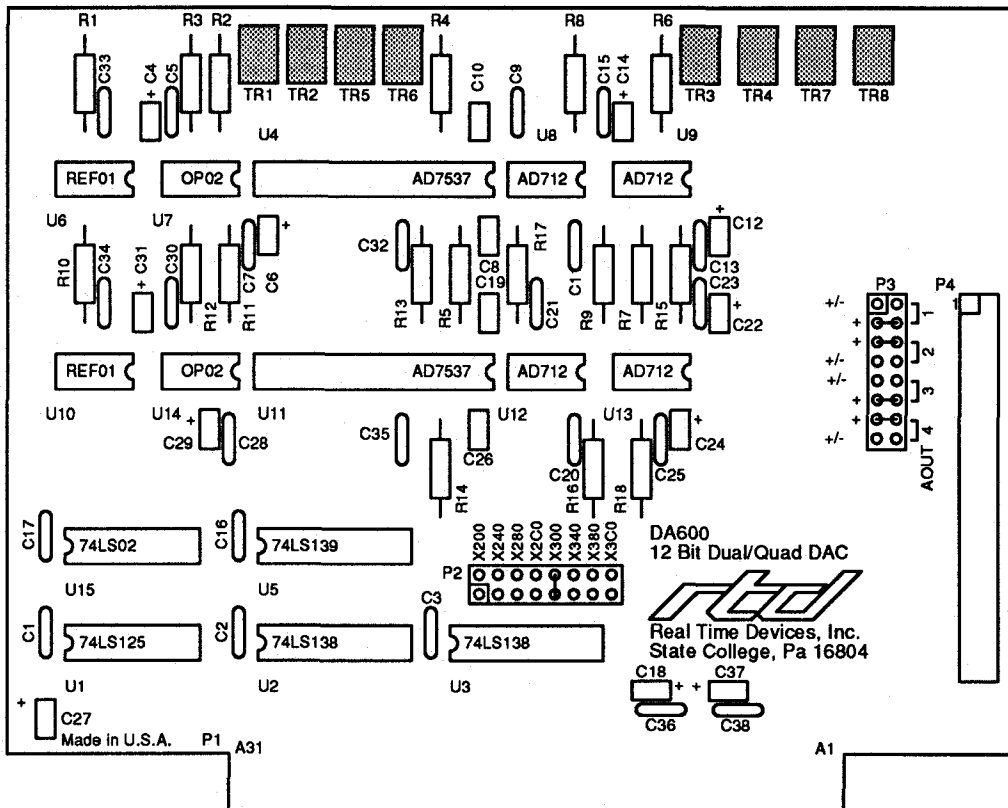 R1 R3 R2 R4 R8 R6
C33 C4 + C5 C10 C9 C15 C14 +
TR1 TR2 TR5 TR6 TR3 TR4 TR7 TR8
U4 U8 U9
REF01 OP02 AD7537 AD712 AD712
U6 U7
R10 C34 C31 + C30 R12 R11 C7 C6 +
C32 R13 R5 C8 C19 R17 C21 C11 R9 R7 R15
+ C12 C13 C23 + C22
P3 P4
+/- 1 1
+
+ 2
+/-
+/- 3
+
+ 4
+/-
AOUT
REF01 OP02 AD7537 AD712 AD712
U10 U14 U11 U12 U13
+ C29 C28 C35 R14 C26 C20 R16 R18 C25 + C24
C17 74LS02 C16 74LS139
U15 U5
X200 X240 X280 X2C0 X300 X340 X380 X3C0
P2
DA600
12 Bit Dual/Quad DAC
rtd
Real Time Devices, Inc.
State College, Pa 16804
C1 74LS125 C2 74LS138 C3 74LS138
U1 U2 U3
C18 + + C37
C36 C38
+ C27
Made in U.S.A. P1 A31 A1